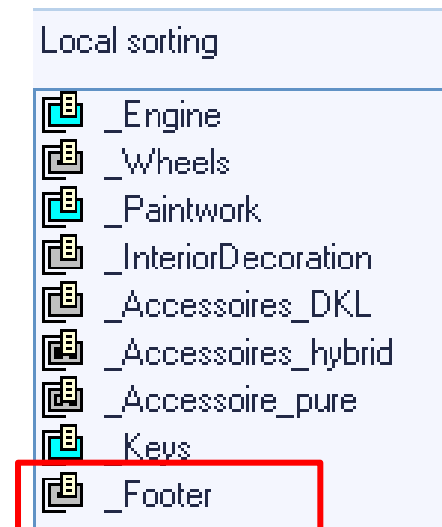 Local sorting
_Engine
_Wheels
_Paintwork
_InteriorDecoration
_Accessoires_DKL
_Accessoires_hybrid
_Accessoire_pure
_Keys
_Footer